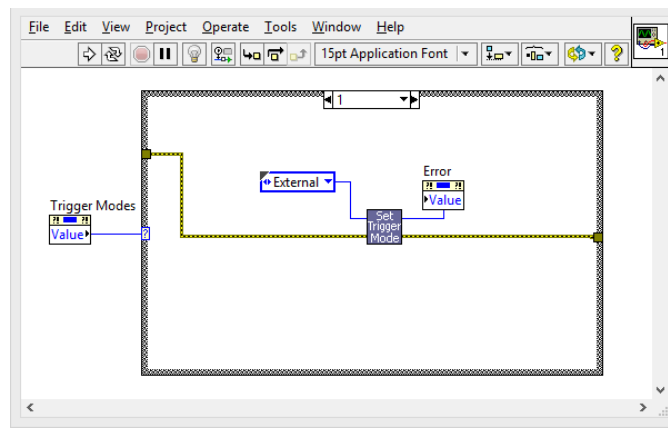 File Edit View Project Operate Tools Window Help
15pt Application Font
1
1
External
Error
?! ?!
Value
Set
Trigger
Mode
Trigger Modes
?! ?!
Value
?
?